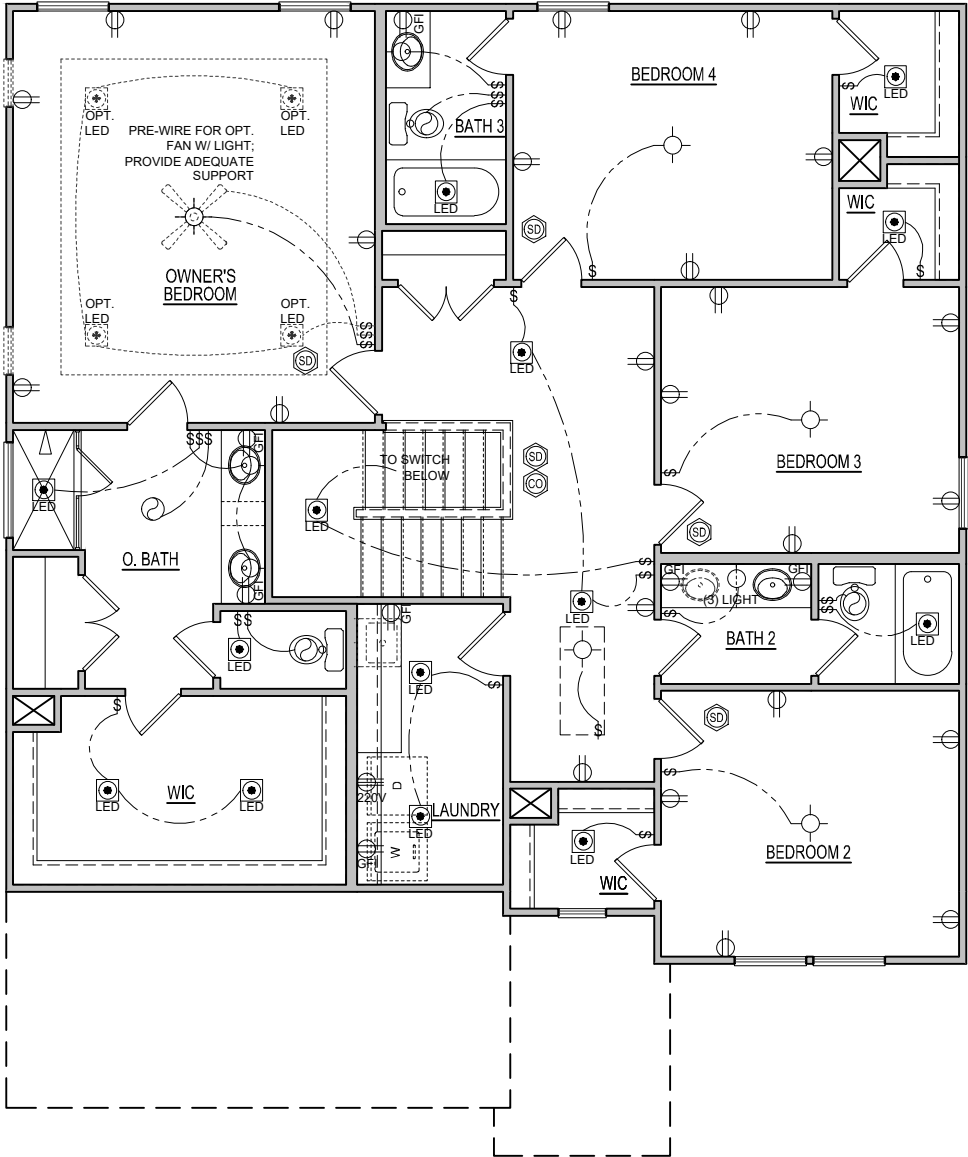 GFI
BEDROOM 4
LED
WIC
OPT.
LED
OPT.
LED
PRE-WIRE FOR OPT.
FAN W/ LIGHT;
PROVIDE ADEQUATE
SUPPORT
$
$
$
$
BATH 3
LED
WIC
LED
SD
$
$
OWNER'S
BEDROOM
OPT.
LED
OPT.
LED
$
$
$
SD
$
LED
$$$
GFI
TO SWITCH
BELOW
SD
CO
BEDROOM 3
$
LED
LED
SD
O. BATH
GFI
$
$
GFI
GFI
(3) LIGHT
$
$
$
LED
BATH 2
LED
$$
LED
GFI
LED
$
$
$
SD
$
LED
WIC
LED
220V
D
LED
LAUNDRY
W
GFI
$
LED
WIC
BEDROOM 2